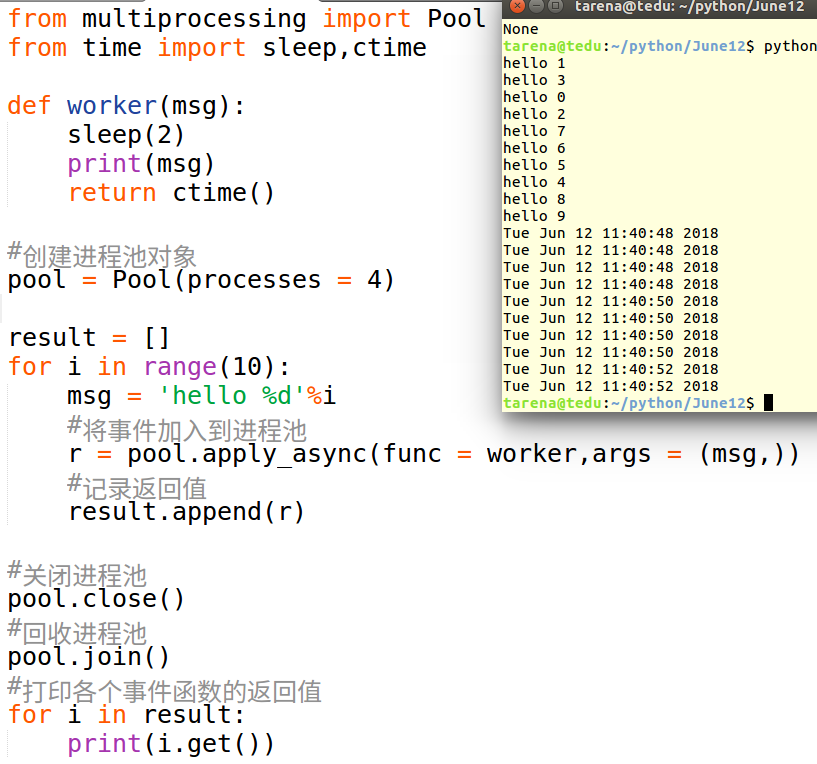 from multiprocessing import Pool
from time import sleep,ctime
def worker(msg):
    sleep(2)
    print(msg)
    return ctime()
#创建进程池对象
pool = Pool(processes = 4)
result = []
for i in range(10):
    msg = 'hello %d'%i
    #将事件加入到进程池
    r = pool.apply_async(func = worker,args = (msg,))
    #记录返回值
    result.append(r)
#关闭进程池
pool.close()
#回收进程池
pool.join()
#打印各个事件函数的返回值
for i in result:
    print(i.get())
tarena@tedu: ~/python/June12
None
tarena@tedu:~/python/June12$ python
hello 1
hello 3
hello 0
hello 2
hello 7
hello 6
hello 5
hello 4
hello 8
hello 9
Tue Jun 12 11:40:48 2018
Tue Jun 12 11:40:48 2018
Tue Jun 12 11:40:48 2018
Tue Jun 12 11:40:48 2018
Tue Jun 12 11:40:50 2018
Tue Jun 12 11:40:50 2018
Tue Jun 12 11:40:50 2018
Tue Jun 12 11:40:50 2018
Tue Jun 12 11:40:52 2018
Tue Jun 12 11:40:52 2018
tarena@tedu:~/python/June12$